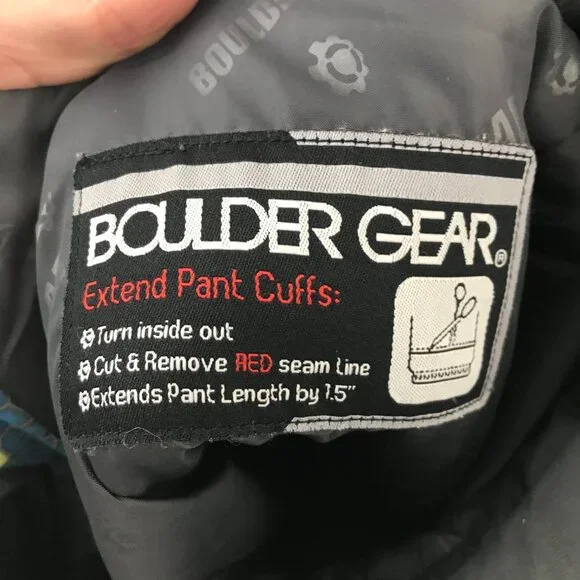 BOULD
BOULDER GEAR®
Extend Pant Cuffs:
Turn inside out
Cut & Remove RED seam line
Extends Pant Length by 1.5"